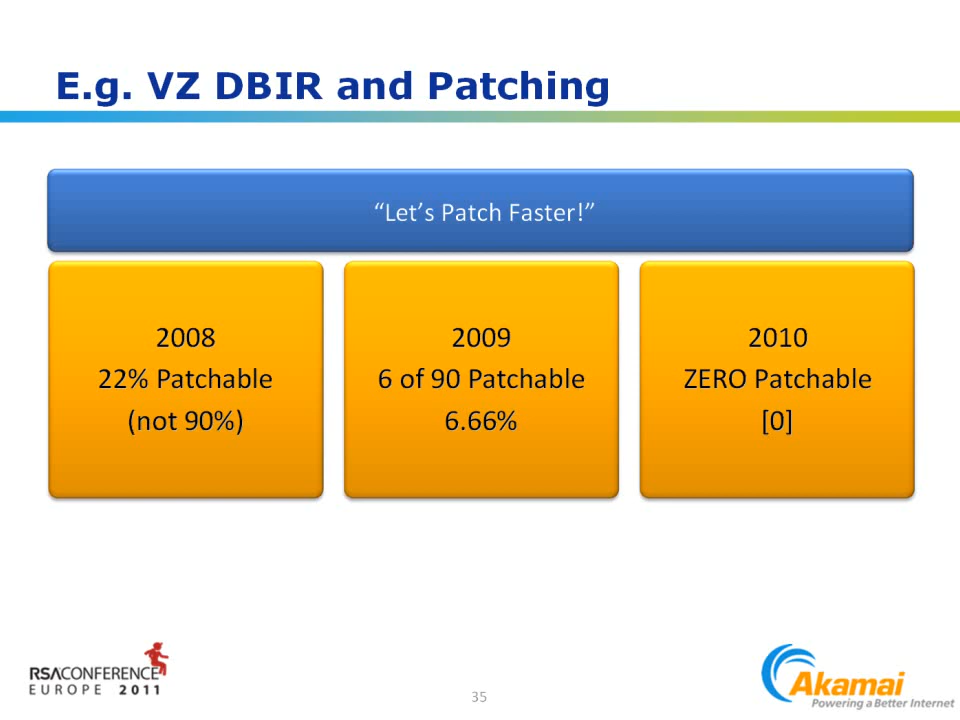 E.g. VZ DBIR and Patching
“Let’s Patch Faster!”
2008
22% Patchable
(not 90%)
2009
6 of 90 Patchable
6.66%
2010
ZERO Patchable
[0]
RSACONFERENCE
EUROPE 2011
35
Akamai
Powering a Better Internet